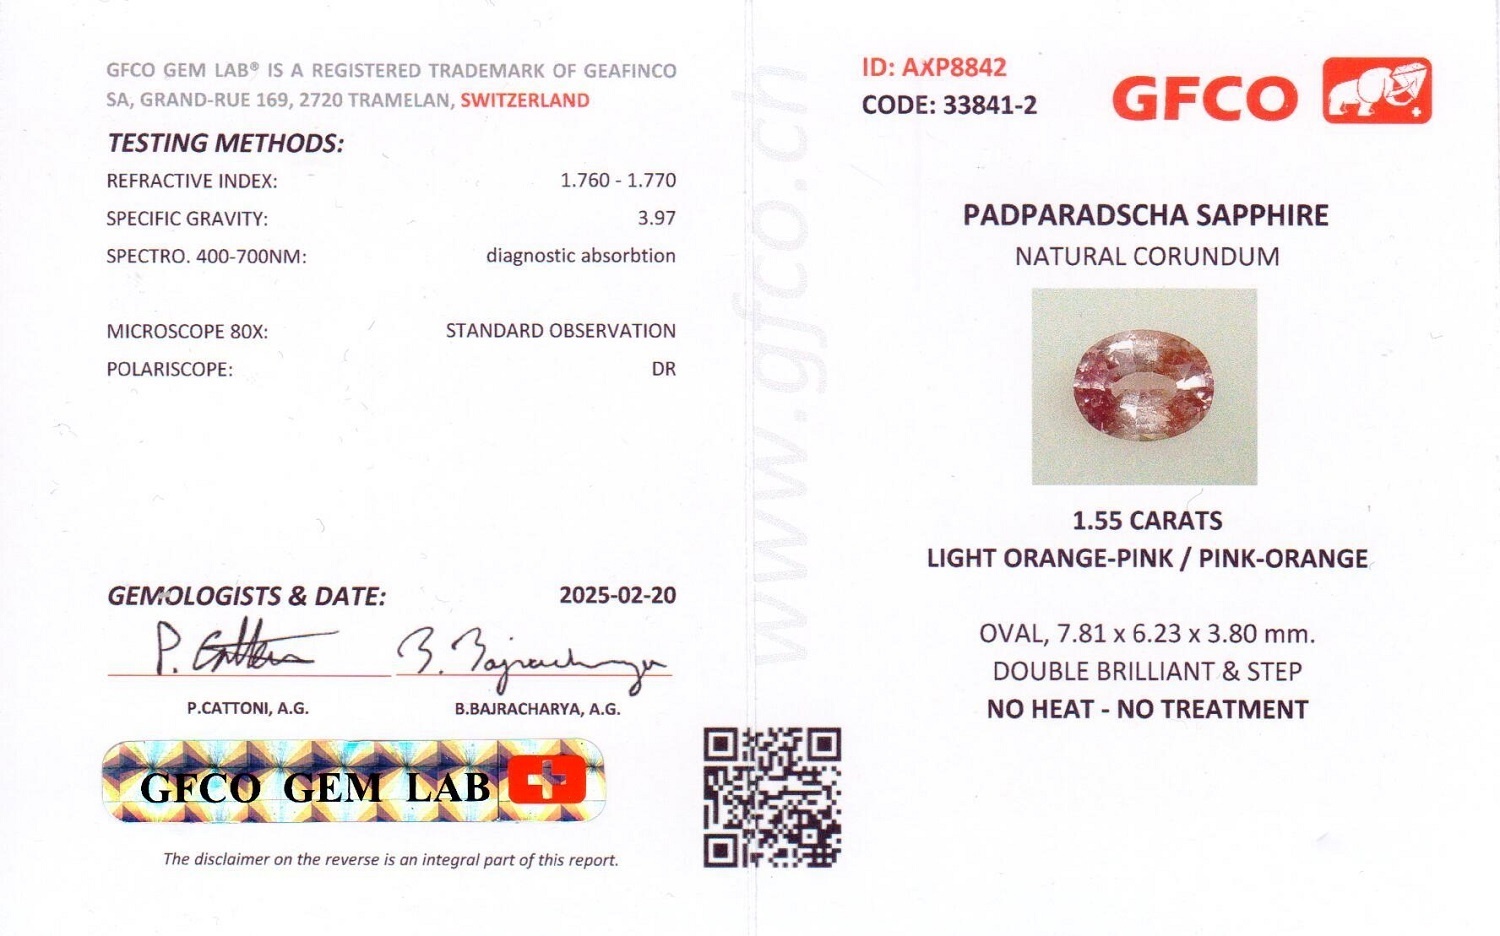 GFCO GEM LAB® IS A REGISTERED TRADEMARK OF GEAFINCO
SA, GRAND-RUE 169, 2720 TRAMELAN, SWITZERLAND
TESTING METHODS:
REFRACTIVE INDEX: 1.760 - 1.770
SPECIFIC GRAVITY: 3.97
SPECTRO. 400-700NM: diagnostic absorbtion
MICROSCOPE 80X: STANDARD OBSERVATION
POLARISCOPE: DR
GEMOLOGISTS & DATE: 2025-02-20
P. Cattoni B. Bajracharya
P.CATTONI, A.G. B.BAJRACHARYA, A.G.
GFCO GEM LAB
The disclaimer on the reverse is an integral part of this report.
www.gfco.ch
ID: AXP8842
CODE: 33841-2
GFCO
PADPARADSCHA SAPPHIRE
NATURAL CORUNDUM
1.55 CARATS
LIGHT ORANGE-PINK / PINK-ORANGE
OVAL, 7.81 x 6.23 x 3.80 mm.
DOUBLE BRILLIANT & STEP
NO HEAT - NO TREATMENT